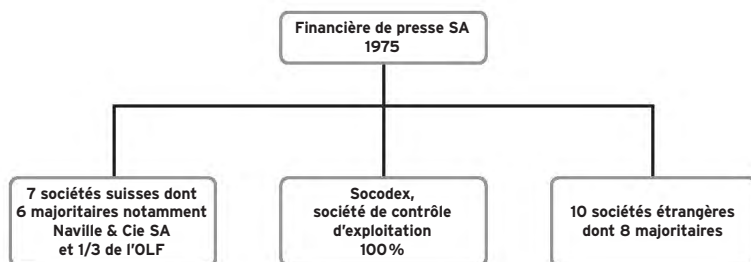 Financière de presse SA
1975
7 sociétés suisses dont
6 majoritaires notamment
Naville & Cie SA
et 1/3 de l'OLF
Socodex,
société de contrôle
d'exploitation
100%
10 sociétés étrangères
dont 8 majoritaires